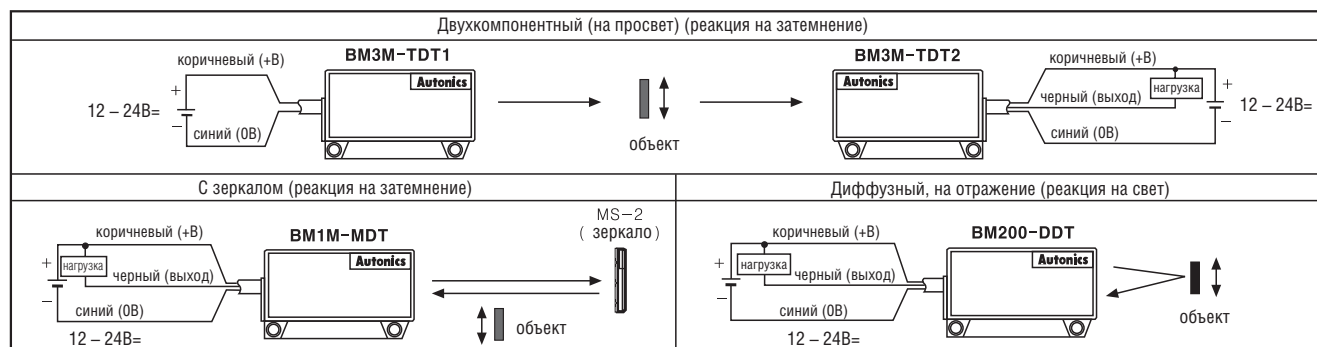 Двухкомпонентный (на просвет) (реакция на затемнение)
BM3M-TDT1
коричневый (+В)
Autonics
+
12 – 24В=
–
синий (0В)
объект
BM3M-TDT2
Autonics
коричневый (+В)
нагрузка
черный (выход)
+
12 – 24В=
–
синий (0В)
С зеркалом (реакция на затемнение)
коричневый (+В)
BM1M-MDT
MS-2
( зеркало )
+
нагрузка
черный (выход)
Autonics
–
синий (0В)
12 – 24В=
объект
Диффузный, на отражение (реакция на свет)
коричневый (+В)
BM200-DDT
+
нагрузка
черный (выход)
Autonics
–
синий (0В)
12 – 24В=
объект